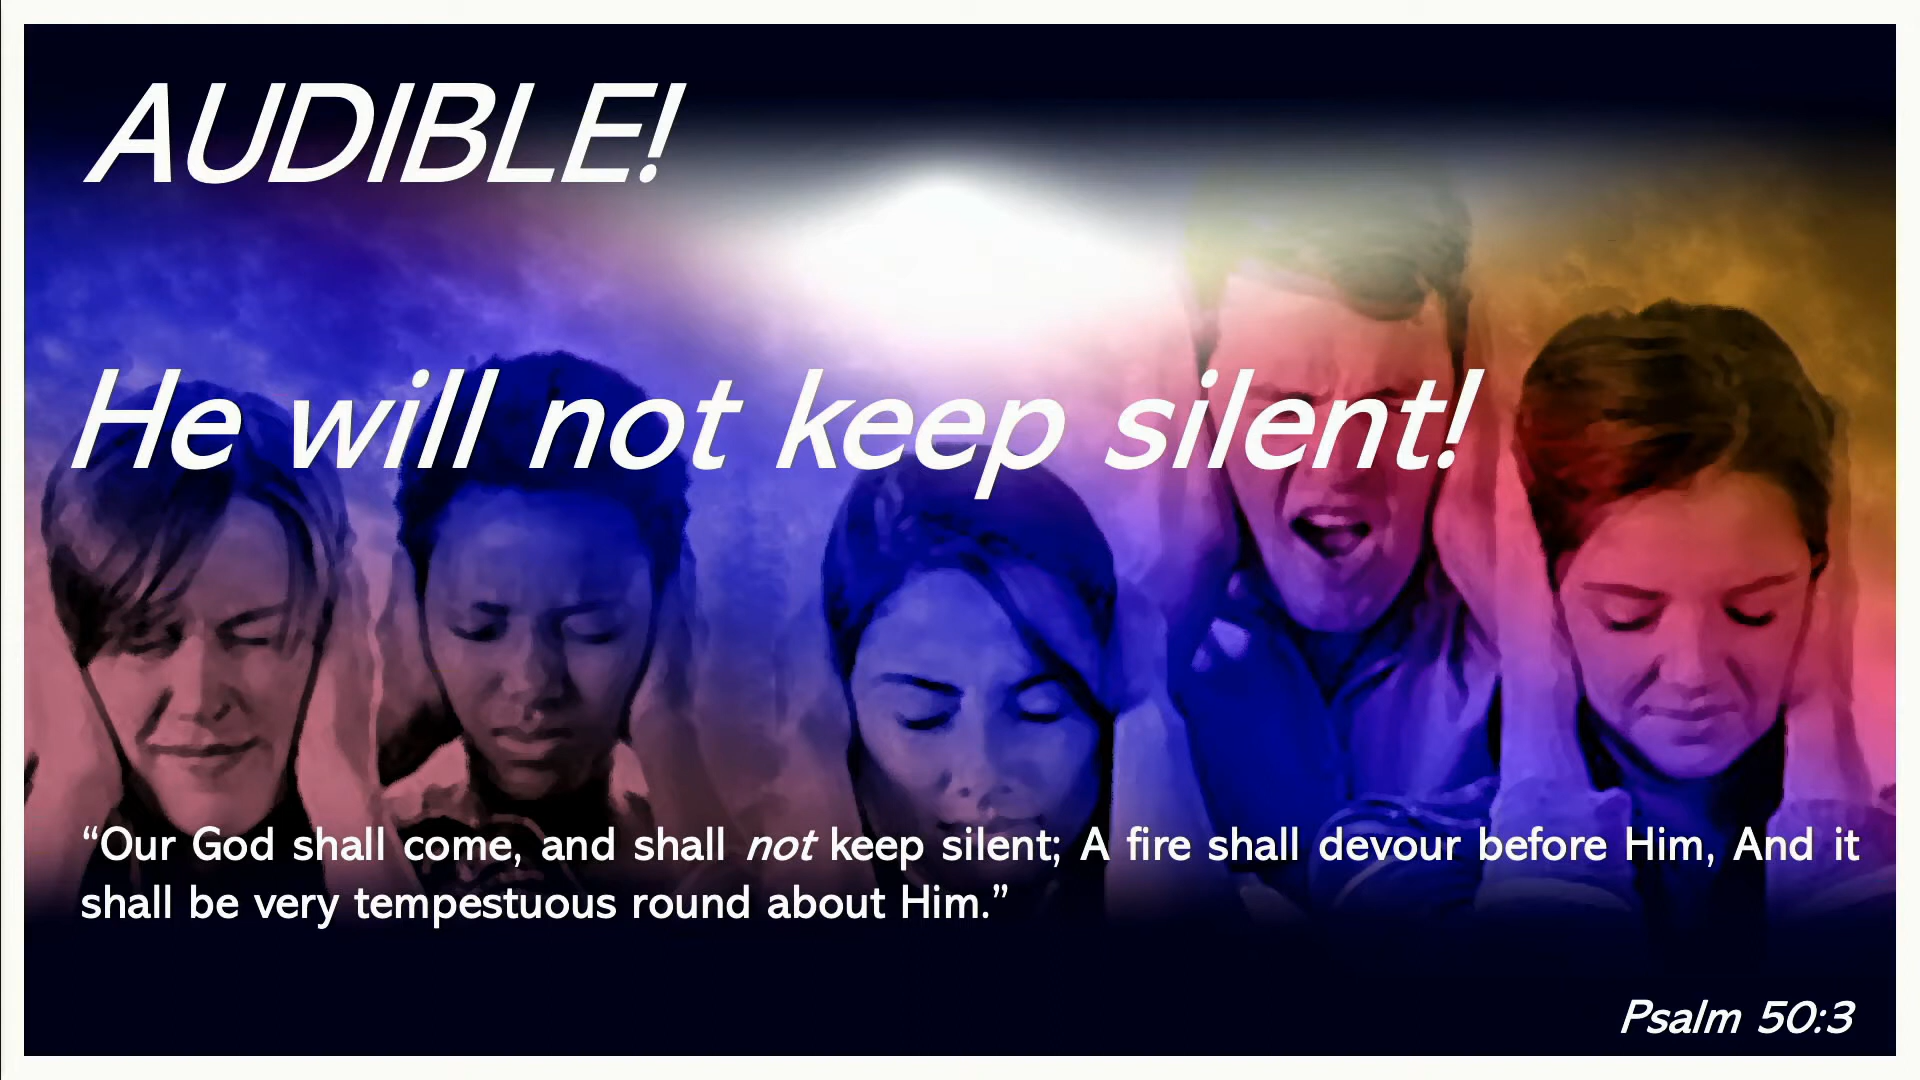 AUDIBLE!
He will not keep silent!
“Our God shall come, and shall not keep silent; A fire shall devour before Him, And it
shall be very tempestuous round about Him.”
Psalm 50:3